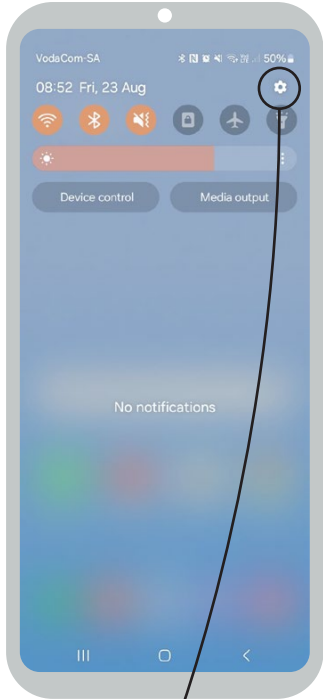 VodaCom-SA 50%
08:52 Fri, 23 Aug
Device control Media output
No notifications